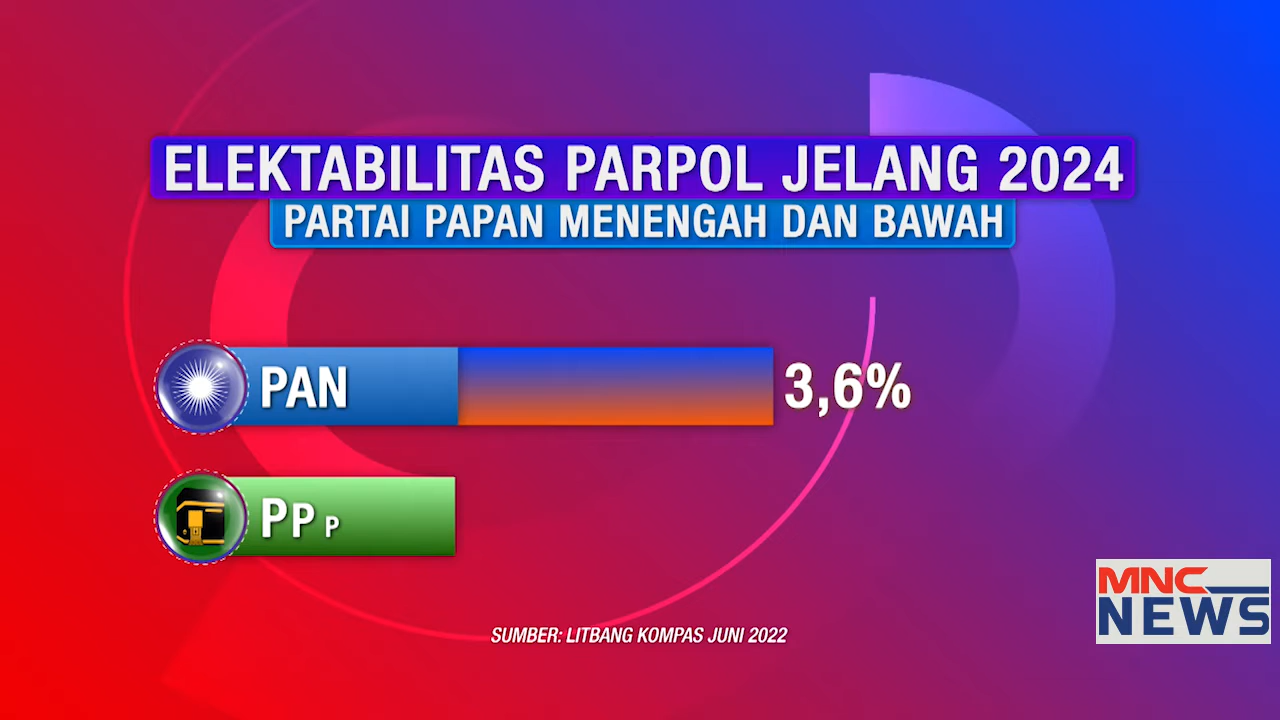 ELEKTABILITAS PARPOL JELANG 2024
PARTAI PAPAN MENENGAH DAN BAWAH
PAN 3,6%
PPP
SUMBER: LITBANG KOMPAS JUNI 2022
MNC
NEWS